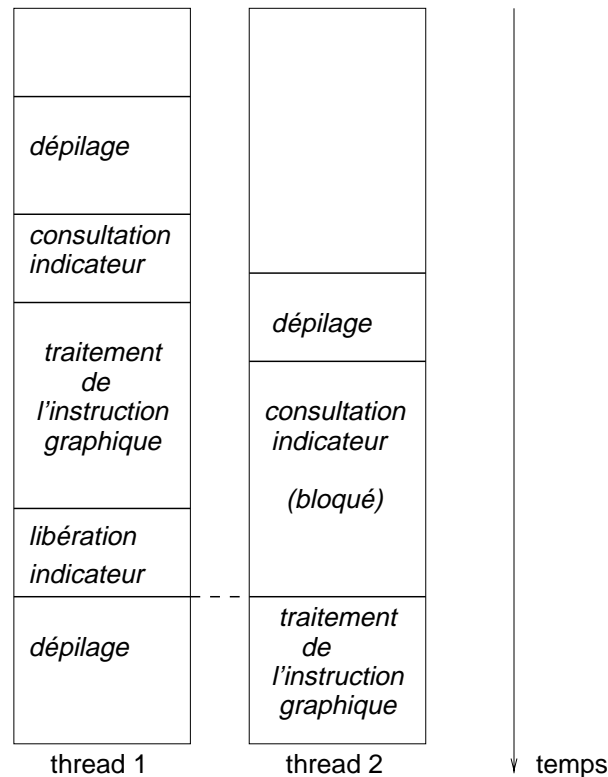 dépilage
consultation
indicateur
traitement
de
l'instruction
graphique
libération
indicateur
dépilage
dépilage
consultation
indicateur
(bloqué)
traitement
de
l'instruction
graphique
thread 1
thread 2
temps